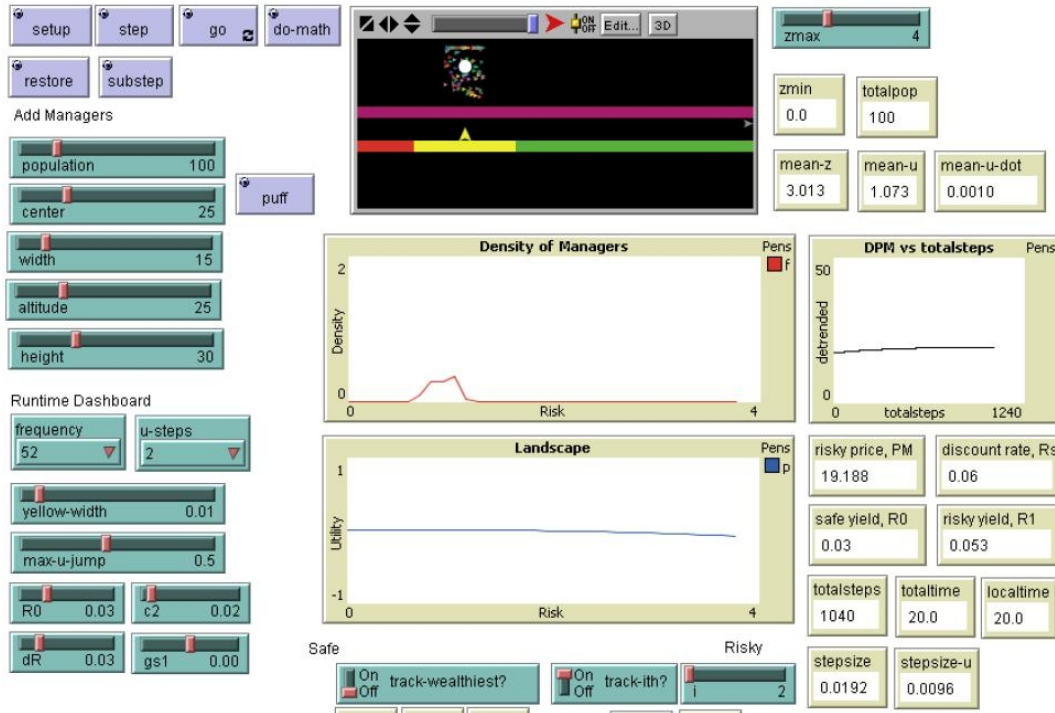 setup step go do-math
restore substep
Add Managers
population 100
center 25
width 15
altitude 25
height 30
puff
ON
OFF
Edit...
3D
zmax 4
zmin
0.0
totalpop
100
mean-z
3.013
mean-u
1.073
mean-u-dot
0.0010
Density of Managers
Pens
f
2
Density
0
0 Risk 4
DPM vs totalsteps
Pens
50
detrended
0
0 totalsteps 1240
Runtime Dashboard
frequency
52
u-steps
2
yellow-width 0.01
max-u-jump 0.5
R0 0.03
c2 0.02
dR 0.03
gs1 0.00
Landscape
Pens
p
1
Utility
-1
0 Risk 4
risky price, PM
19.188
discount rate, Rs
0.06
safe yield, R0
0.03
risky yield, R1
0.053
totalsteps
1040
totaltime
20.0
localtime
20.0
stepsize
0.0192
stepsize-u
0.0096
Safe
Risky
On
Off
track-wealthiest?
On
Off
track-ith?
i 2